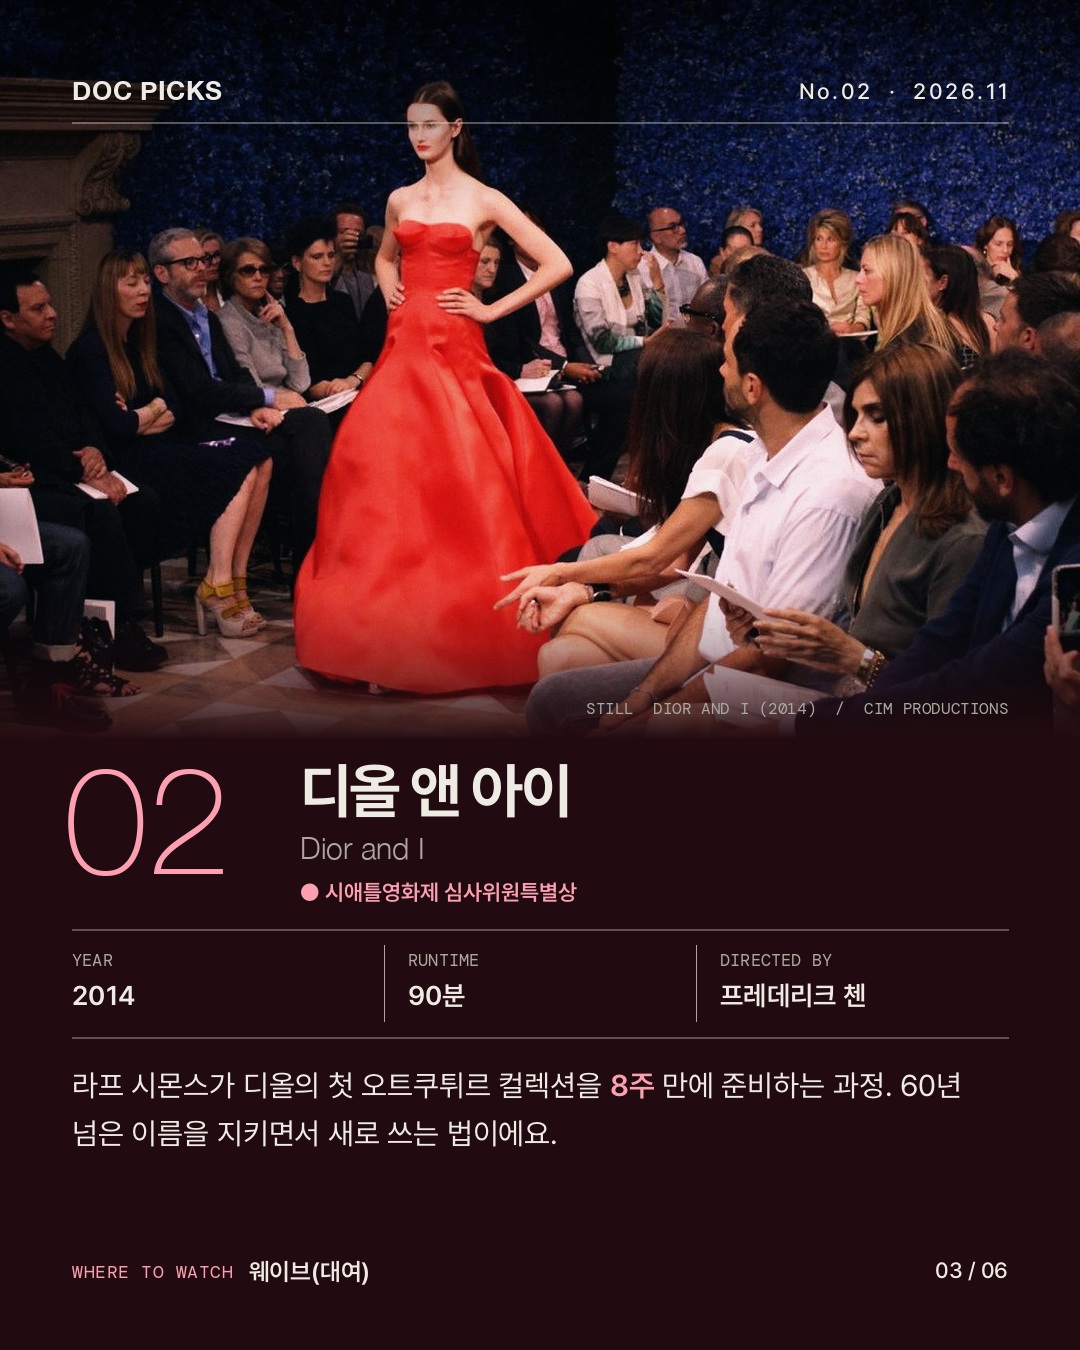 DOC PICKS
No.02 · 2026.11
STILL DIOR AND I (2014) / CIM PRODUCTIONS
02
디올 앤 아이
Dior and I
● 시애틀영화제 심사위원특별상
YEAR
2014
RUNTIME
90분
DIRECTED BY
프레데리크 첸
라프 시몬스가 디올의 첫 오트쿠튀르 컬렉션을 8주 만에 준비하는 과정. 60년
넘은 이름을 지키면서 새로 쓰는 법이에요.
WHERE TO WATCH 웨이브(대여)
03 / 06